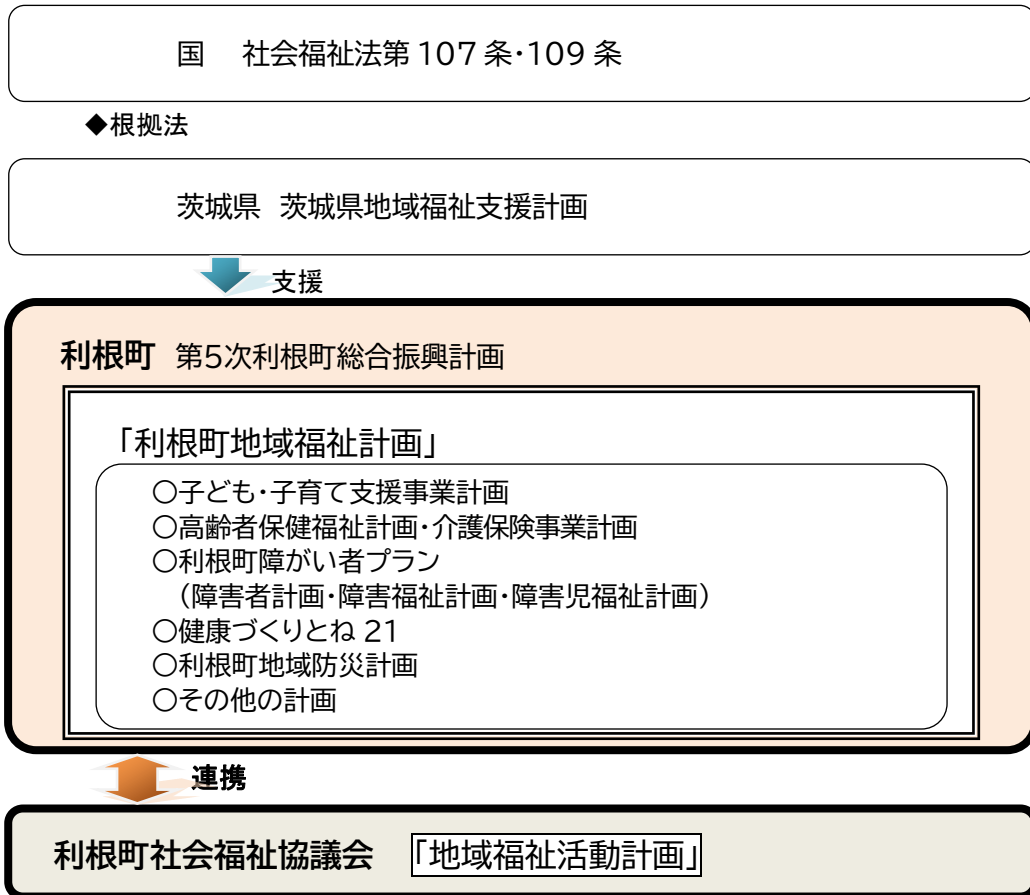 国 社会福祉法第107条・109条
◆根拠法
茨城県 茨城県地域福祉支援計画
支援
利根町 第5次利根町総合振興計画
「利根町地域福祉計画」
○子ども・子育て支援事業計画
○高齢者保健福祉計画・介護保険事業計画
○利根町障がい者プラン
（障害者計画・障害福祉計画・障害児福祉計画）
○健康づくりとね21
○利根町地域防災計画
○その他の計画
連携
利根町社会福祉協議会 「地域福祉活動計画」